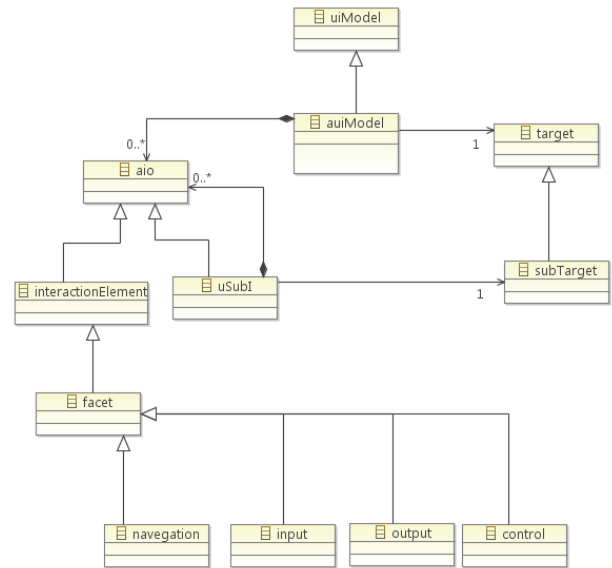 uiModel
auiModel
target
1
0..*
aio
0..*
interactionElement
uSubI
subTarget
1
facet
navegation
input
output
control